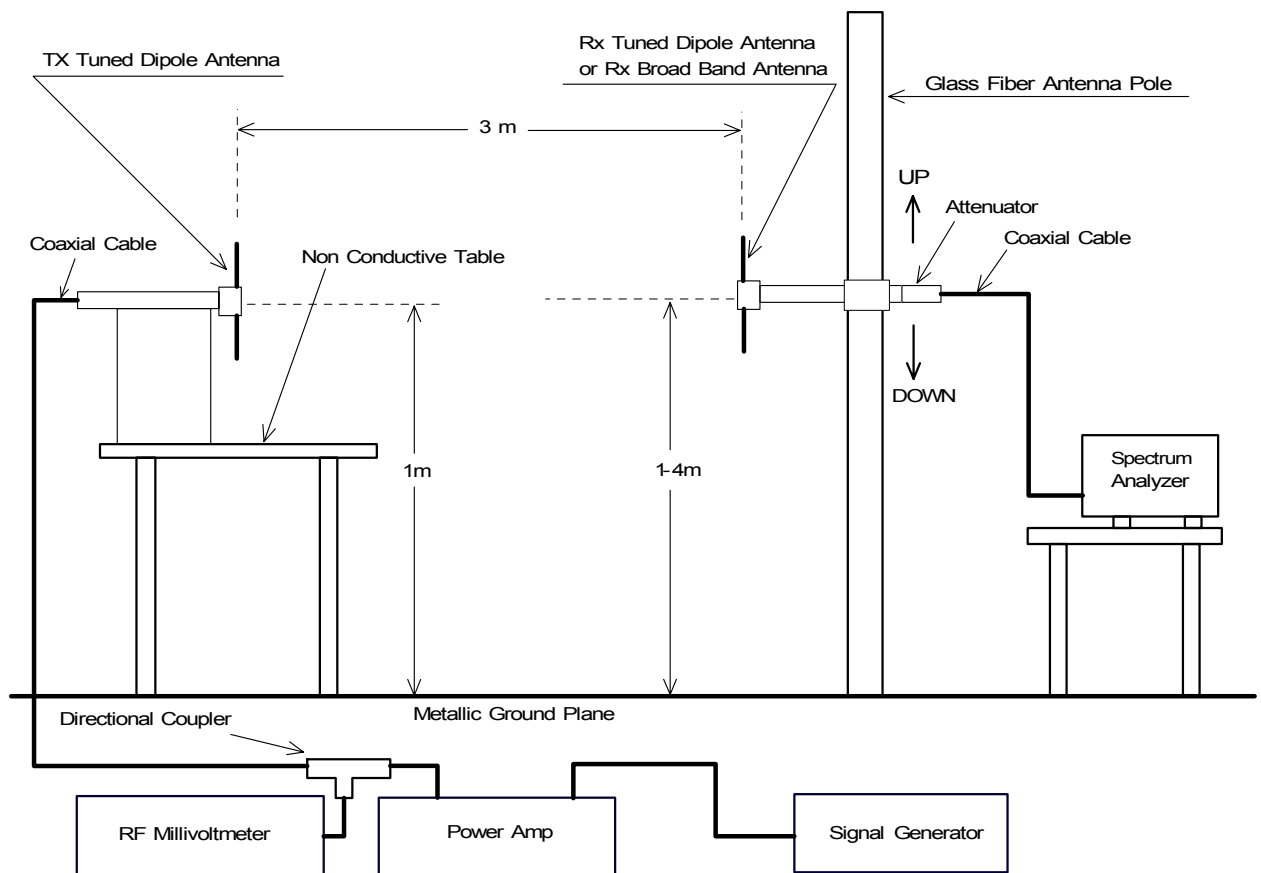 TX Tuned Dipole Antenna
Rx Tuned Dipole Antenna
or Rx Broad Band Antenna
Glass Fiber Antenna Pole
3 m
UP
Attenuator
Coaxial Cable
Coaxial Cable
Non Conductive Table
DOWN
1m
1-4m
Spectrum
Analyzer
Metallic Ground Plane
Directional Coupler
RF Millivoltmeter
Power Amp
Signal Generator